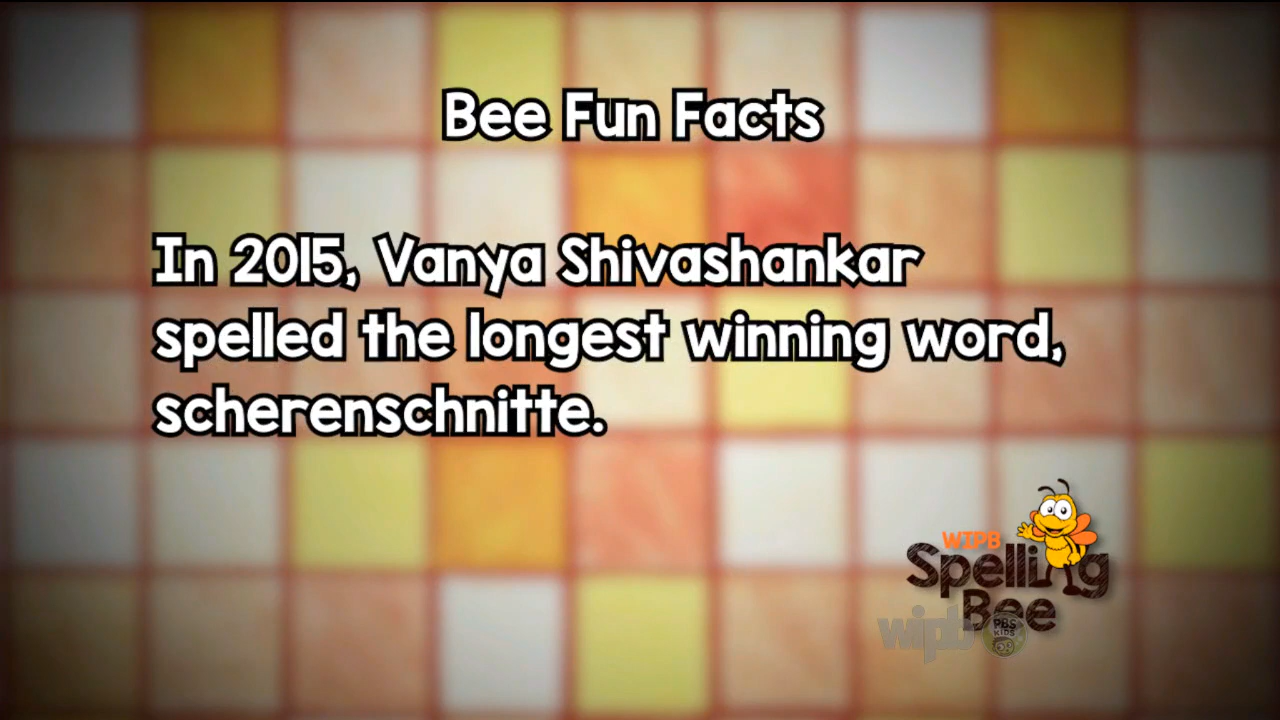 Bee Fun Facts
In 2015, Vanya Shivashankar
spelled the longest winning word,
scherenschnitte.
WIPB
Spelling
Bee
wipb PBS
KIDS